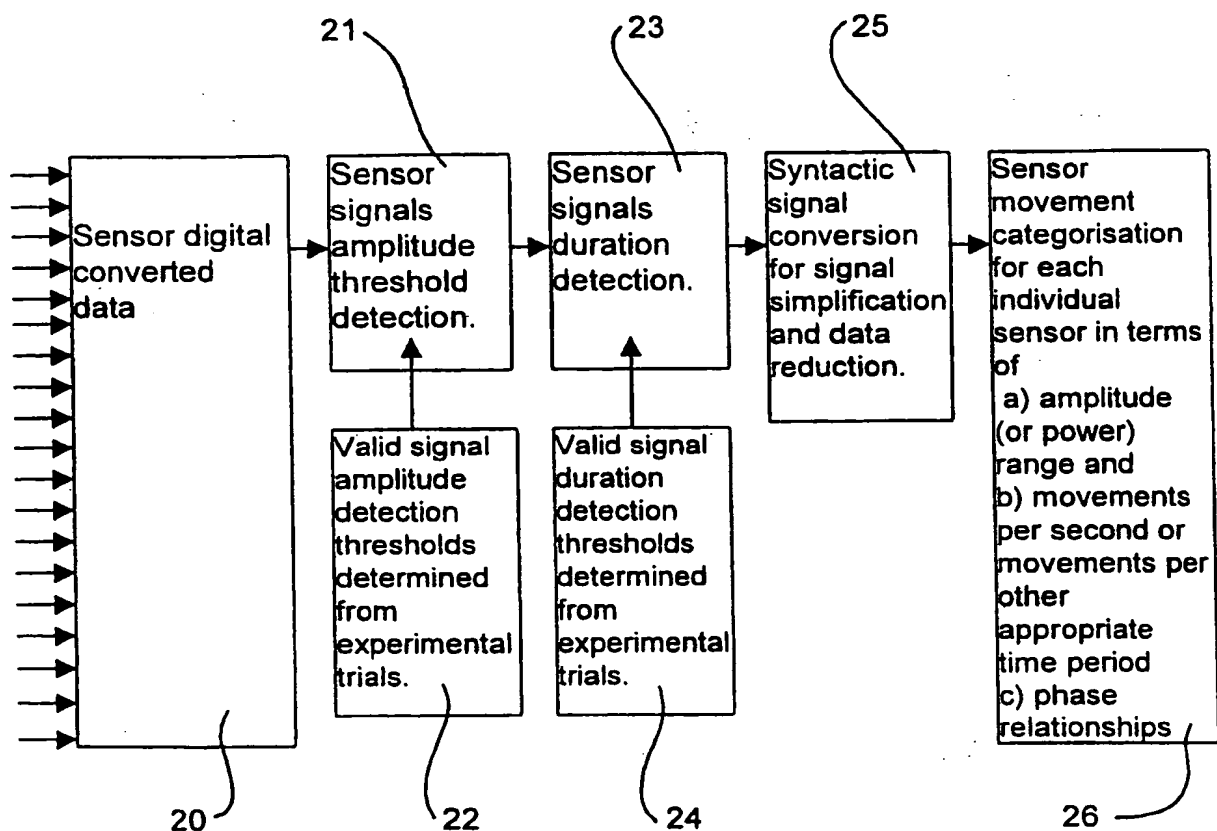 21
23
25
Sensor digital
converted
data
Sensor
signals
amplitude
threshold
detection.
Sensor
signals
duration
detection.
Syntactic
signal
conversion
for signal
simplification
and data
reduction.
Sensor
movement
categorisation
for each
individual
sensor in terms
of
a) amplitude
(or power)
range and
b) movements
per second or
movements per
other
appropriate
time period
c) phase
relationships
Valid signal
amplitude
detection
thresholds
determined
from
experimental
trials.
Valid signal
duration
detection
thresholds
determined
from
experimental
trials.
20
22
24
26